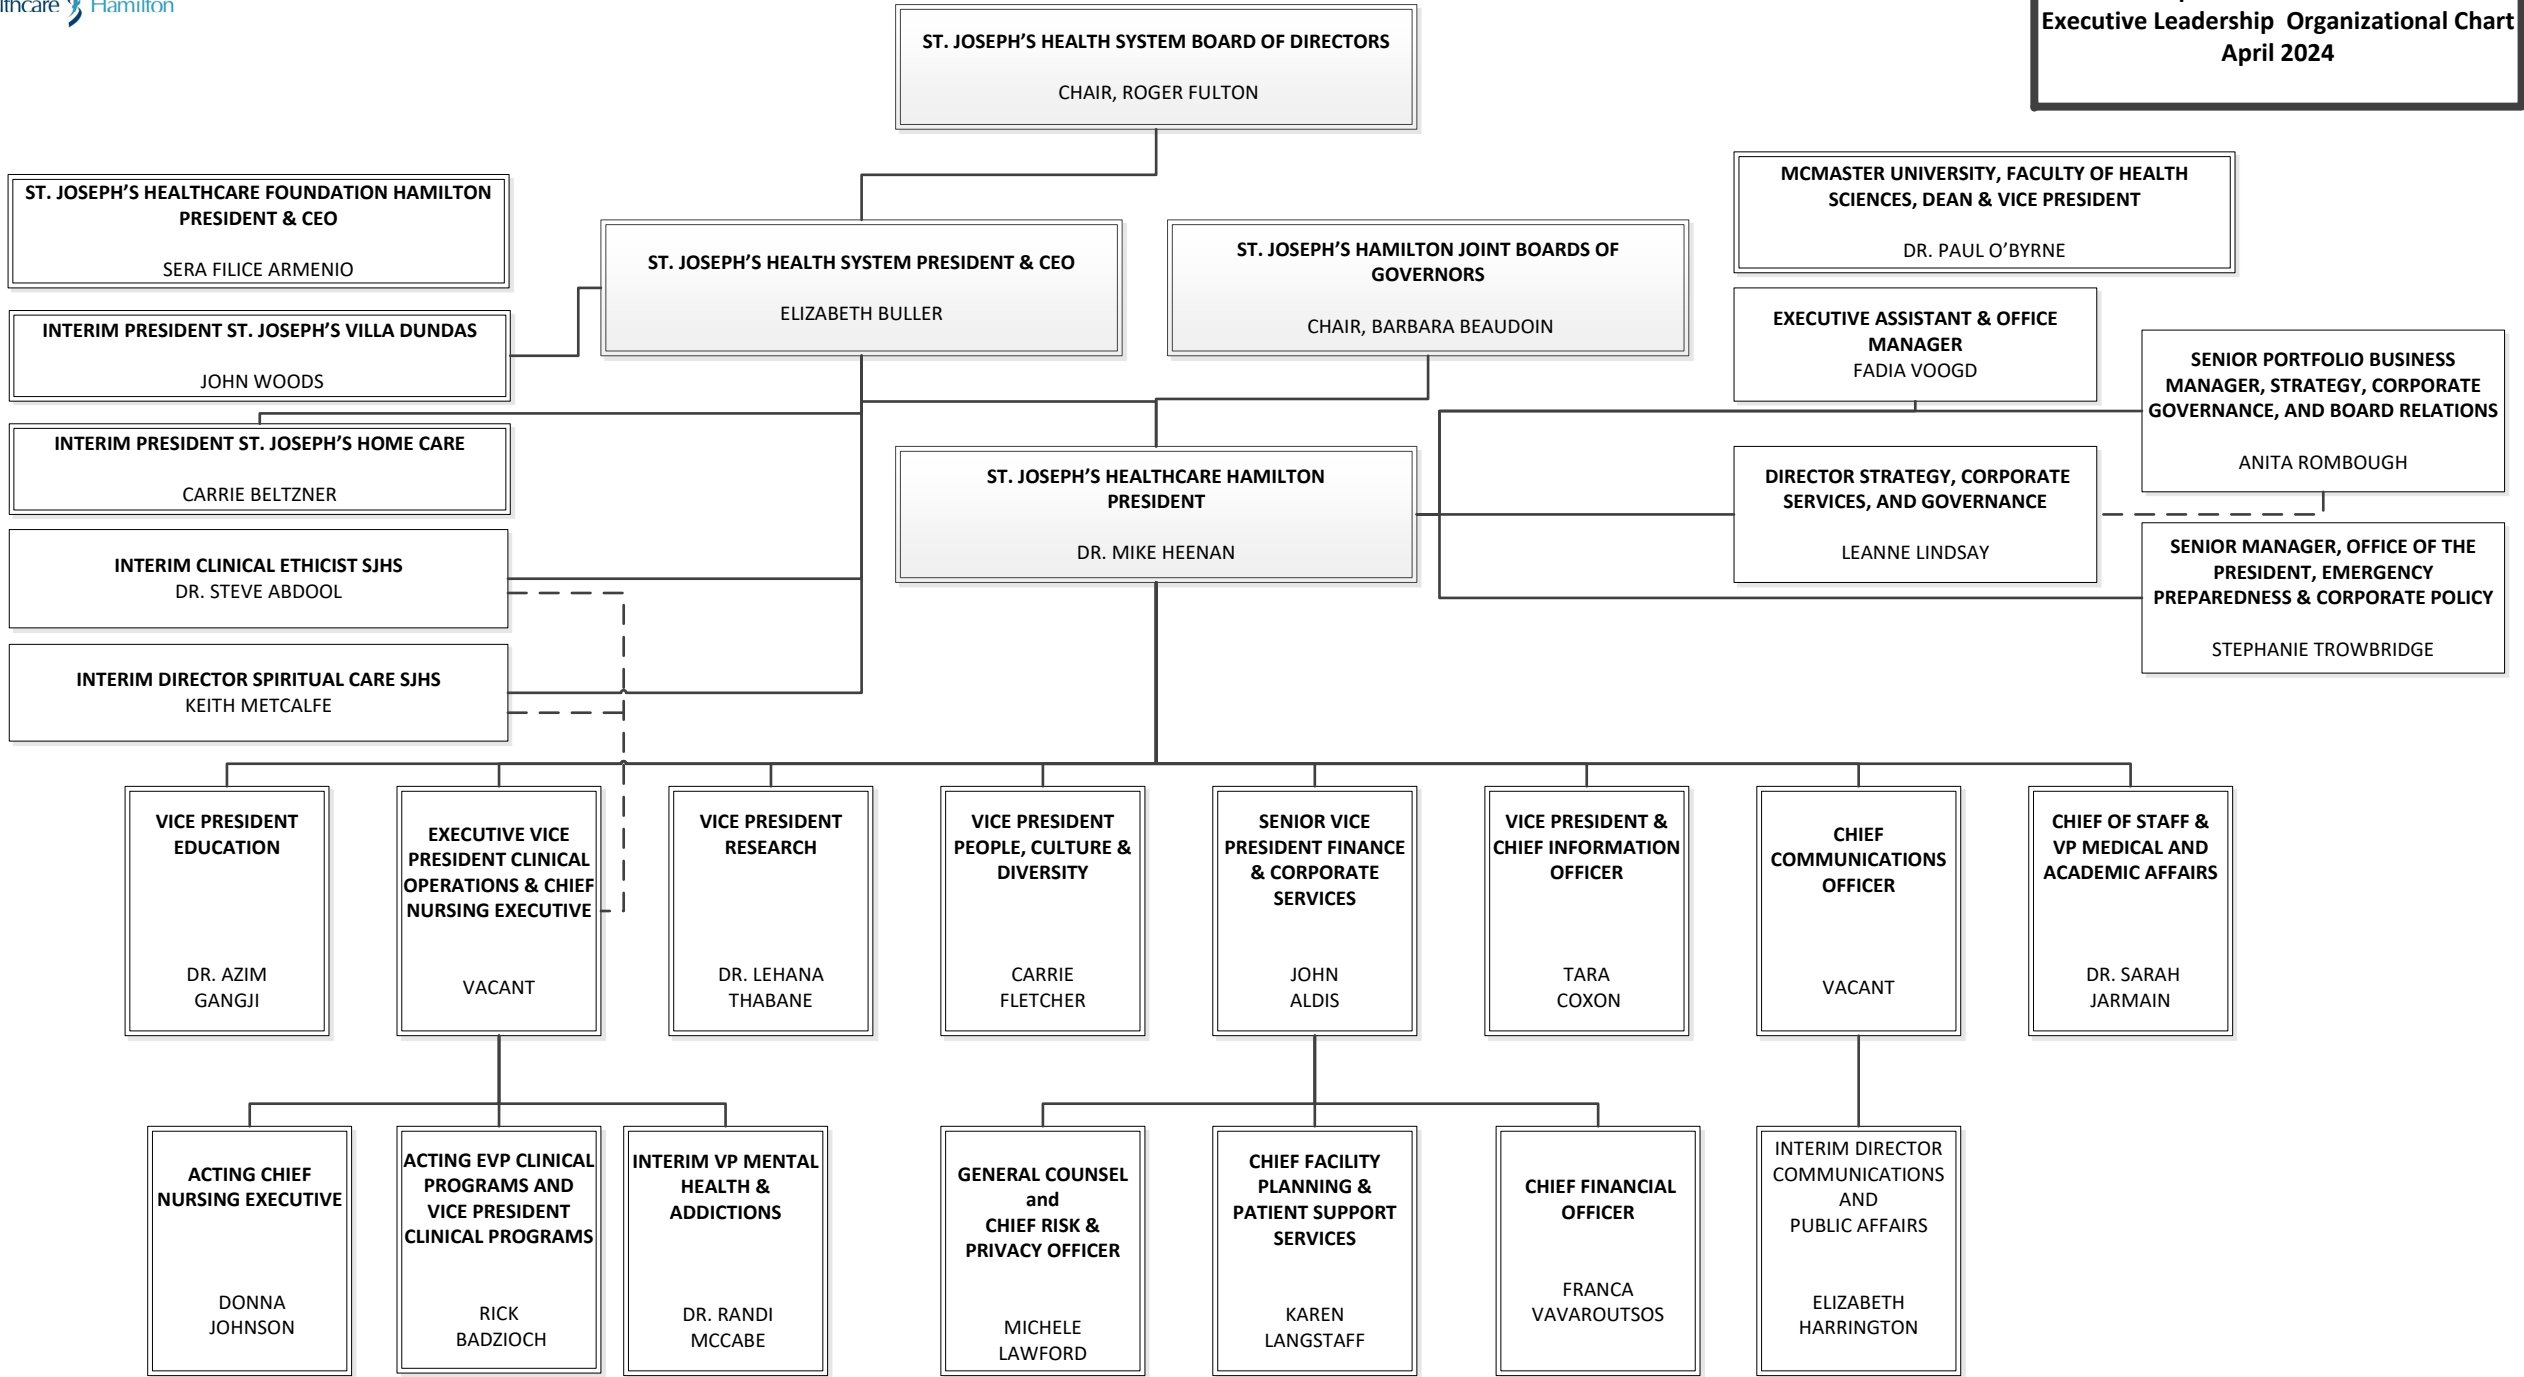 Hamilton
Executive Leadership Organizational Chart
April 2024
ST. JOSEPH’S HEALTH SYSTEM BOARD OF DIRECTORS
CHAIR, ROGER FULTON
ST. JOSEPH’S HEALTHCARE FOUNDATION HAMILTON
PRESIDENT & CEO
SERA FILICE ARMENIO
MCMASTER UNIVERSITY, FACULTY OF HEALTH
SCIENCES, DEAN & VICE PRESIDENT
DR. PAUL O’BYRNE
ST. JOSEPH’S HEALTH SYSTEM PRESIDENT & CEO
ELIZABETH BULLER
ST. JOSEPH’S HAMILTON JOINT BOARDS OF
GOVERNORS
CHAIR, BARBARA BEAUDOIN
INTERIM PRESIDENT ST. JOSEPH’S VILLA DUNDAS
JOHN WOODS
EXECUTIVE ASSISTANT & OFFICE
MANAGER
FADIA VOOGD
SENIOR PORTFOLIO BUSINESS
MANAGER, STRATEGY, CORPORATE
GOVERNANCE, AND BOARD RELATIONS
ANITA ROMBOUGH
INTERIM PRESIDENT ST. JOSEPH’S HOME CARE
CARRIE BELTZNER
ST. JOSEPH’S HEALTHCARE HAMILTON
PRESIDENT
DR. MIKE HEENAN
DIRECTOR STRATEGY, CORPORATE
SERVICES, AND GOVERNANCE
LEANNE LINDSAY
SENIOR MANAGER, OFFICE OF THE
PRESIDENT, EMERGENCY
PREPAREDNESS & CORPORATE POLICY
STEPHANIE TROWBRIDGE
INTERIM CLINICAL ETHICIST SJHS
DR. STEVE ABDOOL
INTERIM DIRECTOR SPIRITUAL CARE SJHS
KEITH METCALFE
VICE PRESIDENT
EDUCATION
DR. AZIM
GANGJI
EXECUTIVE VICE
PRESIDENT CLINICAL
OPERATIONS & CHIEF
NURSING EXECUTIVE
VACANT
VICE PRESIDENT
RESEARCH
DR. LEHANA
THABANE
VICE PRESIDENT
PEOPLE, CULTURE &
DIVERSITY
CARRIE
FLETCHER
SENIOR VICE
PRESIDENT FINANCE
& CORPORATE
SERVICES
JOHN
ALDIS
VICE PRESIDENT &
CHIEF INFORMATION
OFFICER
TARA
COXON
CHIEF
COMMUNICATIONS
OFFICER
VACANT
CHIEF OF STAFF &
VP MEDICAL AND
ACADEMIC AFFAIRS
DR. SARAH
JARMAIN
ACTING CHIEF
NURSING EXECUTIVE
DONNA
JOHNSON
ACTING EVP CLINICAL
PROGRAMS AND
VICE PRESIDENT
CLINICAL PROGRAMS
RICK
BADZIOCH
INTERIM VP MENTAL
HEALTH &
ADDICTIONS
DR. RANDI
MCCABE
GENERAL COUNSEL
and
CHIEF RISK &
PRIVACY OFFICER
MICHELE
LAWFORD
CHIEF FACILITY
PLANNING &
PATIENT SUPPORT
SERVICES
KAREN
LANGSTAFF
CHIEF FINANCIAL
OFFICER
FRANCA
VAVAROUTSOS
INTERIM DIRECTOR
COMMUNICATIONS
AND
PUBLIC AFFAIRS
ELIZABETH
HARRINGTON